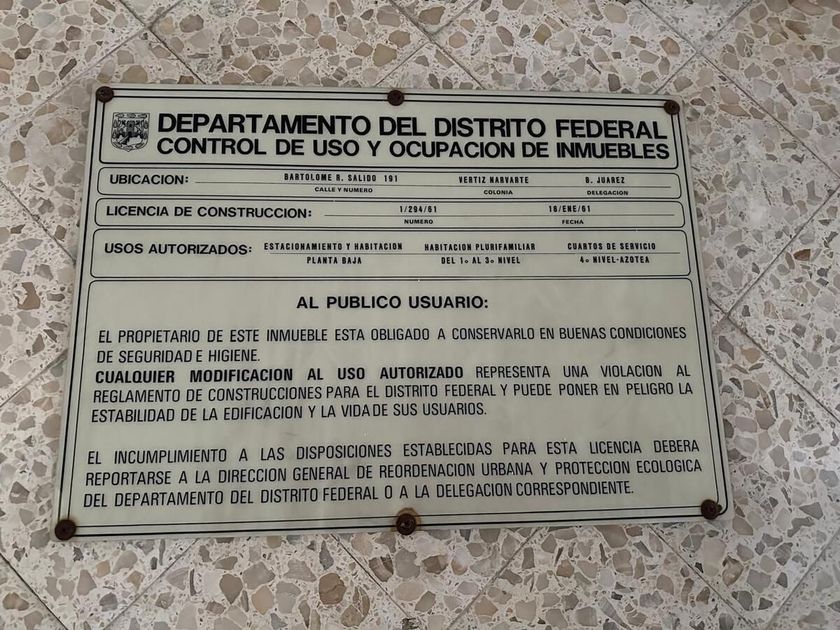 DEPARTAMENTO DEL DISTRITO FEDERAL
CONTROL DE USO Y OCUPACION DE INMUEBLES
UBICACION: BARTOLOME R. SALIDO 191 VERTIZ NARVARTE B. JUAREZ
CALLE Y NUMERO COLONIA DELEGACION
LICENCIA DE CONSTRUCCION: 1/294/61 16/ENE/61
NUMERO FECHA
USOS AUTORIZADOS: ESTACIONAMIENTO Y HABITACION HABITACION PLURIFAMILIAR CUARTOS DE SERVICIO
PLANTA BAJA DEL 1o AL 3o NIVEL 4o NIVEL-AZOTEA
AL PUBLICO USUARIO:
EL PROPIETARIO DE ESTE INMUEBLE ESTA OBLIGADO A CONSERVARLO EN BUENAS CONDICIONES
DE SEGURIDAD E HIGIENE.
CUALQUIER MODIFICACION AL USO AUTORIZADO REPRESENTA UNA VIOLACION AL
REGLAMENTO DE CONSTRUCCIONES PARA EL DISTRITO FEDERAL Y PUEDE PONER EN PELIGRO LA
ESTABILIDAD DE LA EDIFICACION Y LA VIDA DE SUS USUARIOS.
EL INCUMPLIMIENTO A LAS DISPOSICIONES ESTABLECIDAS PARA ESTA LICENCIA DEBERA
REPORTARSE A LA DIRECCION GENERAL DE REORDENACION URBANA Y PROTECCION ECOLOGICA
DEL DEPARTAMENTO DEL DISTRITO FEDERAL O A LA DELEGACION CORRESPONDIENTE.